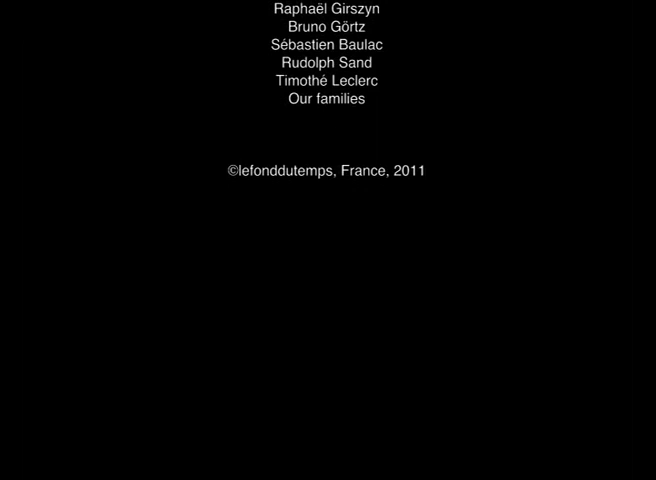 Raphaël Girszyn
Bruno Görtz
Sébastien Baulac
Rudolph Sand
Timothé Leclerc
Our families
©lefonddutemps, France, 2011